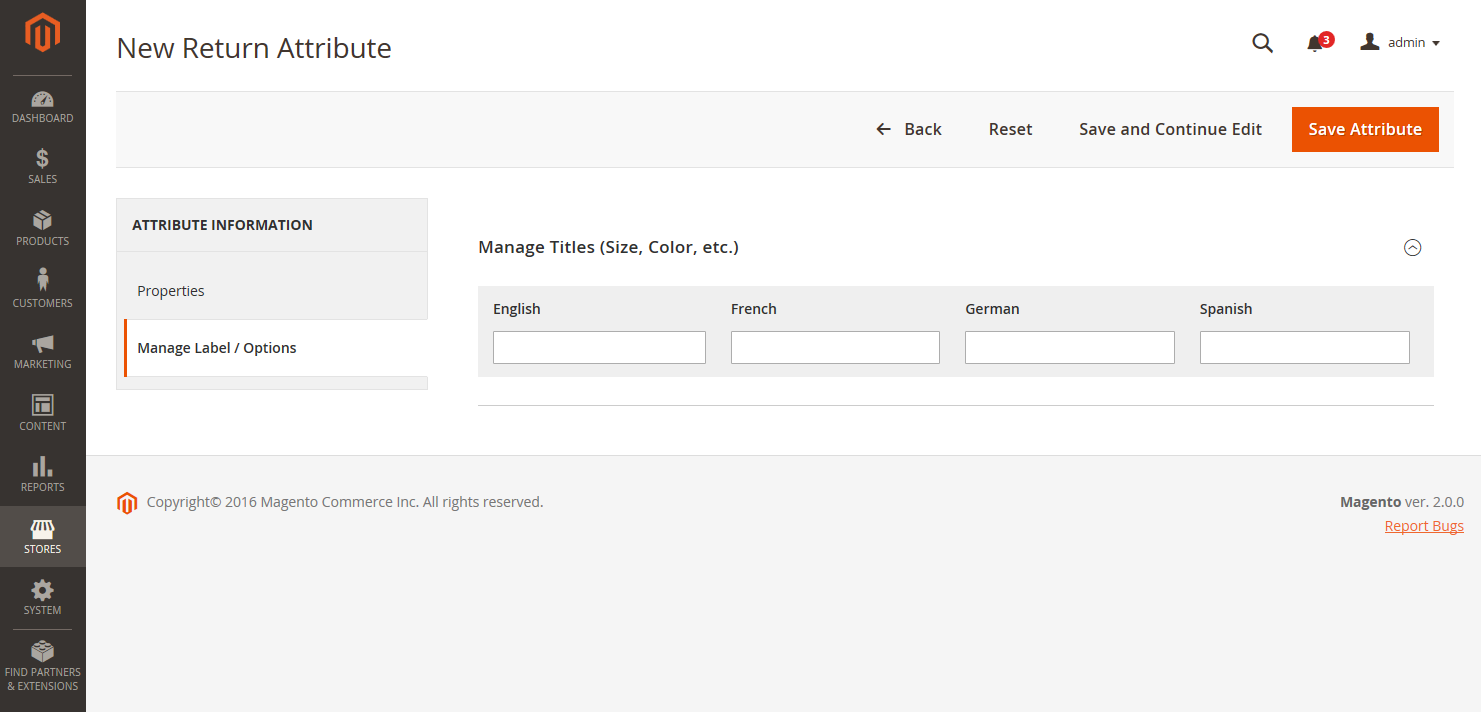 New Return Attribute
3
admin
Back
Reset
Save and Continue Edit
Save Attribute
DASHBOARD
SALES
PRODUCTS
CUSTOMERS
MARKETING
CONTENT
REPORTS
STORES
SYSTEM
FIND PARTNERS
& EXTENSIONS
ATTRIBUTE INFORMATION
Properties
Manage Label / Options
Manage Titles (Size, Color, etc.)
English
French
German
Spanish
Copyright© 2016 Magento Commerce Inc. All rights reserved.
Magento ver. 2.0.0
Report Bugs